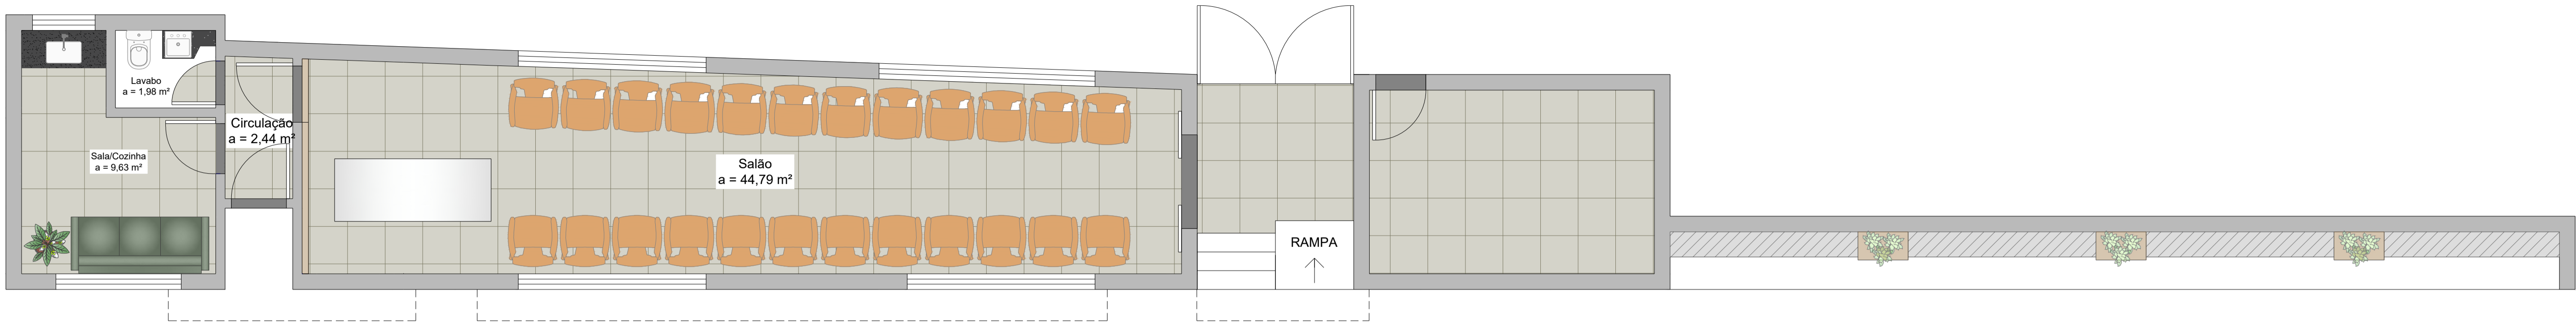 Lavabo
a = 1,98 m²
Circulação
a = 2,44 m²
Sala/Cozinha
a = 9,63 m²
Salão
a = 44,79 m²
RAMPA